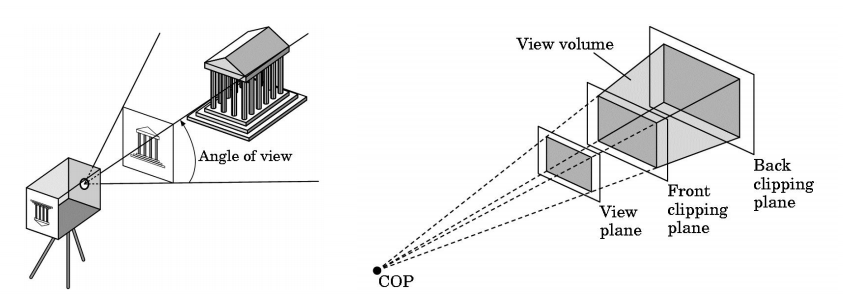 Angle of view
View volume
View
plane
Front
clipping
plane
Back
clipping
plane
COP